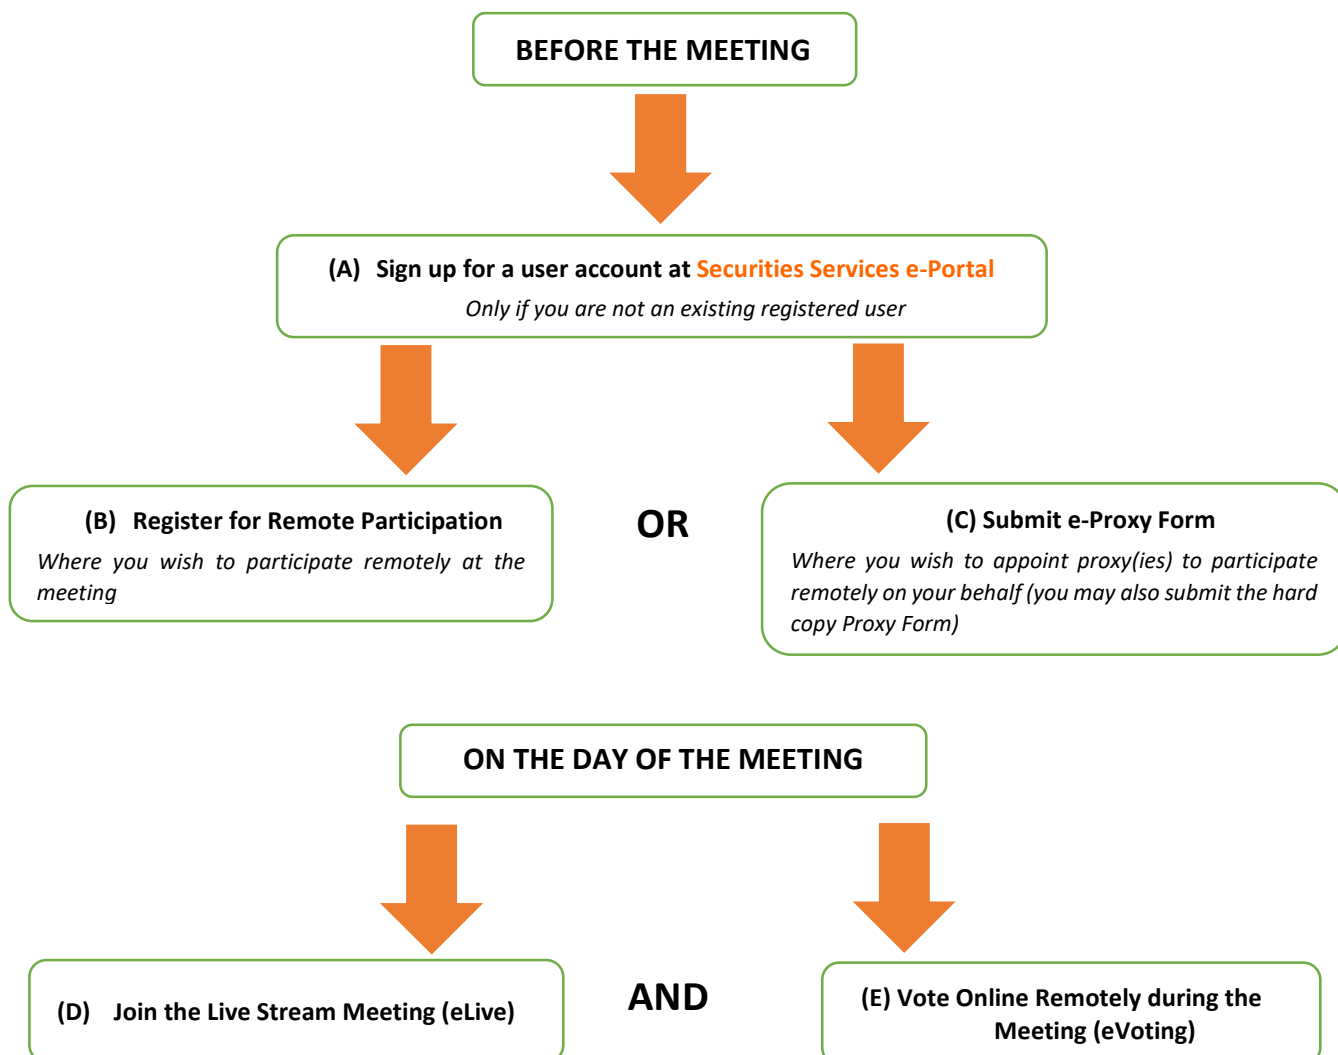 BEFORE THE MEETING
(A) Sign up for a user account at Securities Services e-Portal
Only if you are not an existing registered user
(B) Register for Remote Participation
Where you wish to participate remotely at the
meeting
OR
(C) Submit e-Proxy Form
Where you wish to appoint proxy(ies) to participate
remotely on your behalf (you may also submit the hard
copy Proxy Form)
ON THE DAY OF THE MEETING
(D) Join the Live Stream Meeting (eLive)
AND
(E) Vote Online Remotely during the
Meeting (eVoting)